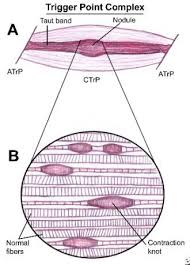 Trigger Point Complex
Taut band
Nodule
A
ATrP
CTrP
ATrP
B
Normal
fibers
Contraction
knot